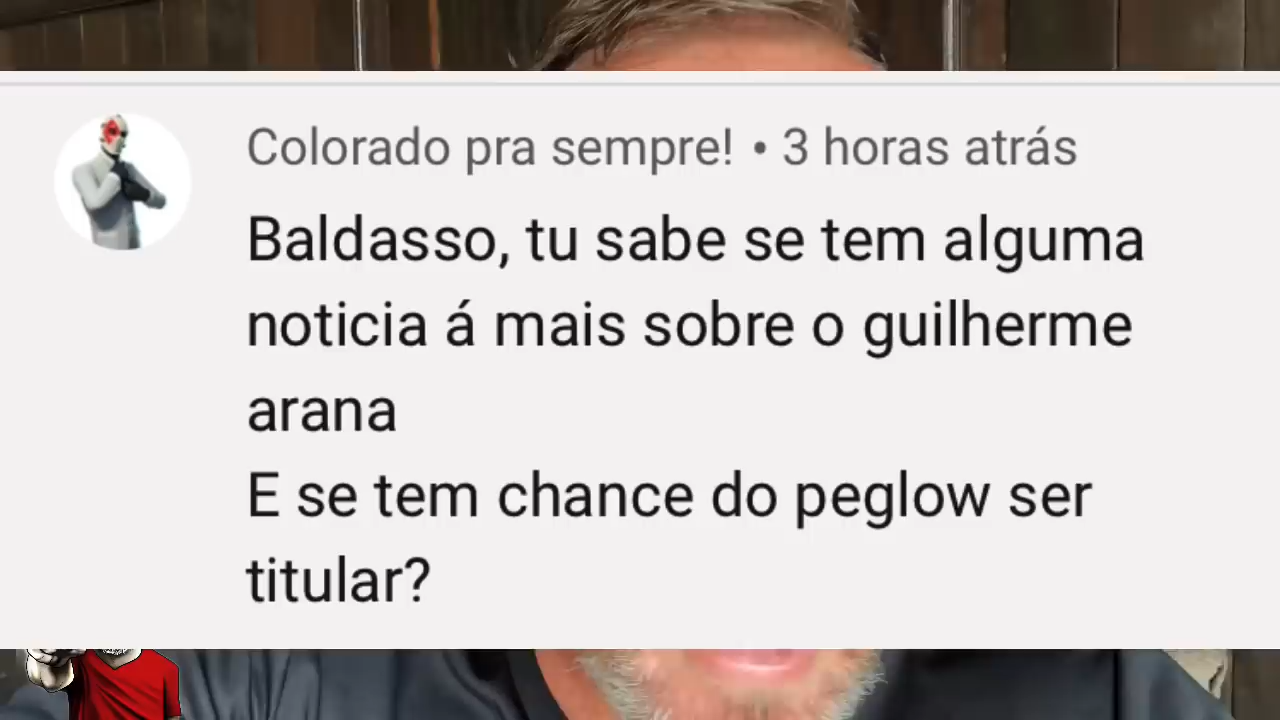 Colorado pra sempre! • 3 horas atrás
Baldasso, tu sabe se tem alguma
noticia á mais sobre o guilherme
arana
E se tem chance do peglow ser
titular?